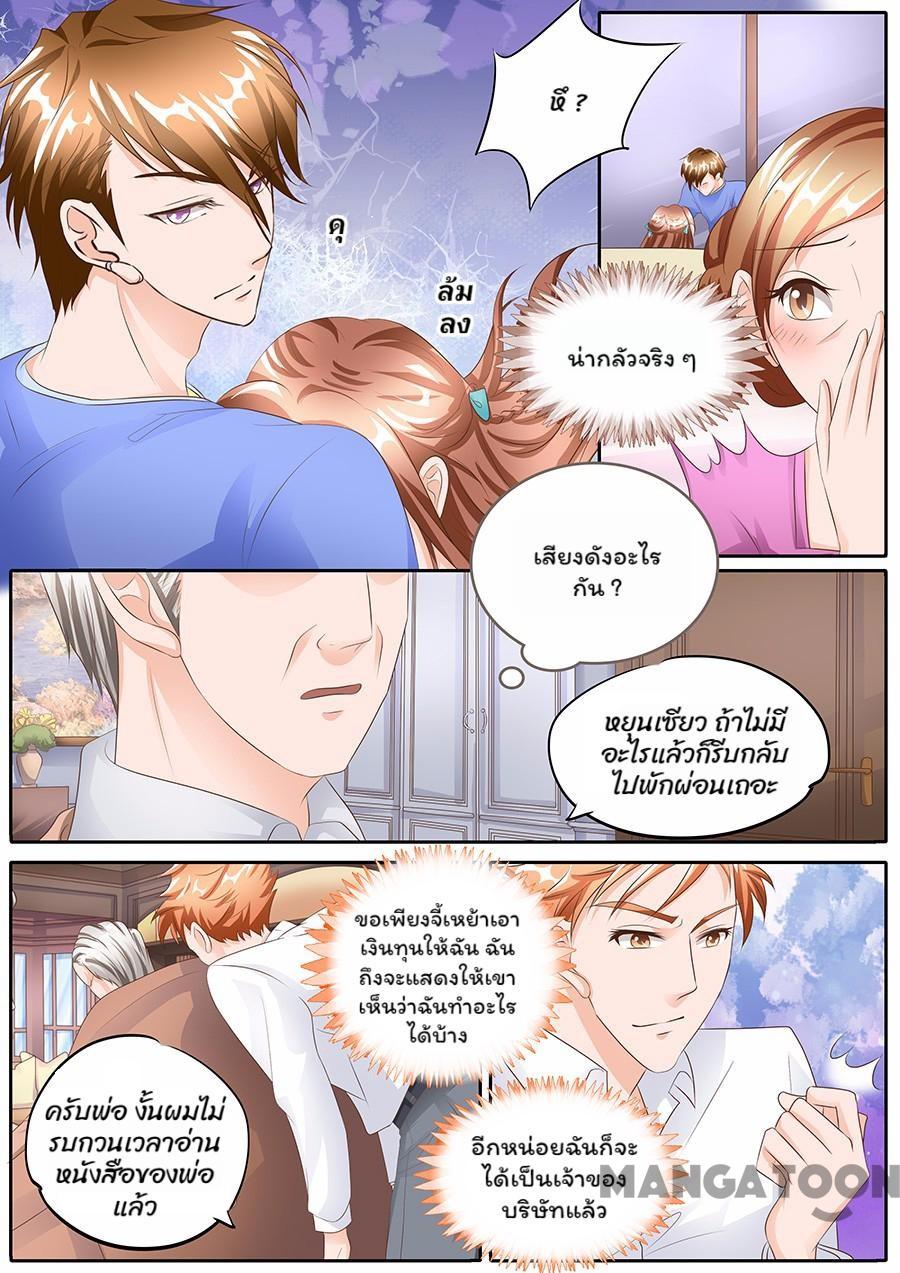 หึ ?
ดุ
ล้ม
ลง
น่ากลัวจริง ๆ
เสียงดังอะไร
กัน ?
หยุนเซียว ถ้าไม่มี
อะไรแล้วก็รีบกลับ
ไปพักผ่อนเถอะ
ขอเพียงจี้เหย้าเอา
เงินทุนให้ฉัน ฉัน
ถึงจะแสดงให้เขา
เห็นว่าฉันทำอะไร
ได้บ้าง
ครับพ่อ งั้นผมไม่
รบกวนเวลาอ่าน
หนังสือของพ่อ
แล้ว
อีกหน่อยฉันก็จะ
ได้เป็นเจ้าของ
บริษัทแล้ว
MANGATOON